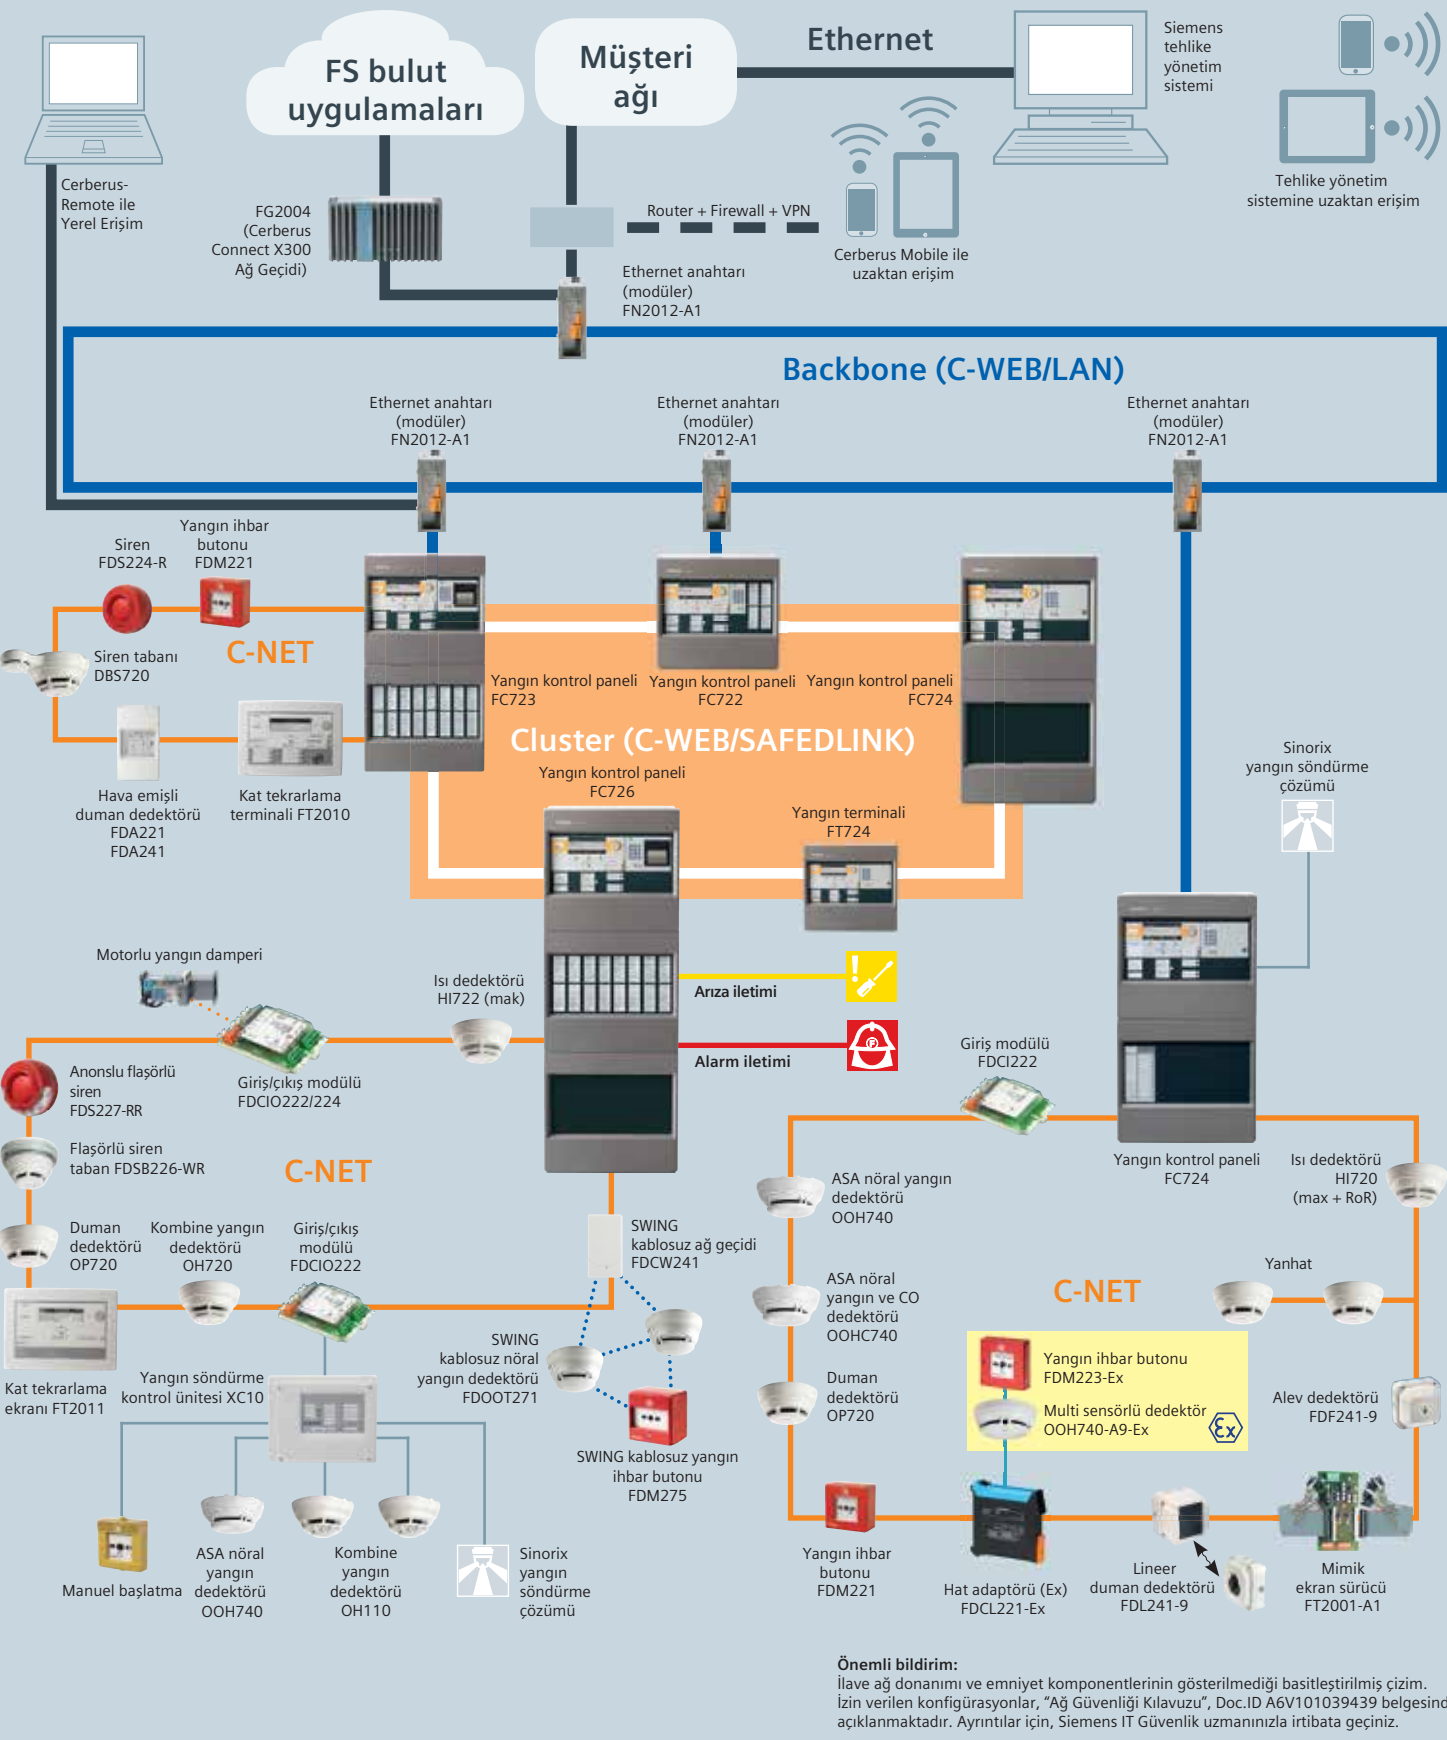 FS bulut
uygulamaları
Müşteri
ağı
Ethernet
Siemens
tehlike
yönetim
sistemi
Cerberus-
Remote ile
Yerel Erişim
FG2004
(Cerberus
Connect X300
Ağ Geçidi)
Router + Firewall + VPN
Cerberus Mobile ile
uzaktan erişim
Tehlike yönetim
sistemine uzaktan erişim
Ethernet anahtarı
(modüler)
FN2012-A1
Backbone (C-WEB/LAN)
Ethernet anahtarı
(modüler)
FN2012-A1
Ethernet anahtarı
(modüler)
FN2012-A1
Ethernet anahtarı
(modüler)
FN2012-A1
Siren
FDS224-R
Yangın ihbar
butonu
FDM221
Siren tabanı
DBS720
C-NET
Hava emişli
duman dedektörü
FDA221
FDA241
Kat tekrarlama
terminali FT2010
Yangın kontrol paneli
FC723
Yangın kontrol paneli
FC722
Yangın kontrol paneli
FC724
Cluster (C-WEB/SAFEDLINK)
Yangın kontrol paneli
FC726
Yangın terminali
FT724
Sinorix
yangın söndürme
çözümü
Motorlu yangın damperi
Isı dedektörü
HI722 (mak)
Arıza iletimi
Alarm iletimi
F
Giriş/çıkış modülü
FDCIO222/224
Anonslu flaşörlü
siren
FDS227-RR
Flaşörlü siren
taban FDSB226-WR
C-NET
Duman
dedektörü
OP720
Kombine yangın
dedektörü
OH720
Giriş/çıkış
modülü
FDCIO222
Kat tekrarlama
ekranı FT2011
Yangın söndürme
kontrol ünitesi XC10
SWING
kablosuz ağ geçidi
FDCW241
SWING
kablosuz nöral
yangın dedektörü
FDOOT271
SWING kablosuz yangın
ihbar butonu
FDM275
Manuel başlatma
ASA nöral
yangın
dedektörü
OOH740
Kombine
yangın
dedektörü
OH110
Sinorix
yangın
söndürme
çözümü
Giriş modülü
FDCI222
Yangın kontrol paneli
FC724
Isı dedektörü
HI720
(max + RoR)
ASA nöral yangın
dedektörü
OOH740
ASA nöral
yangın ve CO
dedektörü
OOHC740
Duman
dedektörü
OP720
C-NET
Yanhat
Yangın ihbar butonu
FDM223-Ex
Multi sensörlü dedektör
OOH740-A9-Ex
Ex
Alev dedektörü
FDF241-9
Yangın ihbar
butonu
FDM221
Hat adaptörü (Ex)
FDCL221-Ex
Lineer
duman dedektörü
FDL241-9
Mimik
ekran sürücü
FT2001-A1
Önemli bildirim:
İlave ağ donanımı ve emniyet komponentlerinin gösterilmediği basitleştirilmiş çizim.
İzin verilen konfigürasyonlar, “Ağ Güvenliği Kılavuzu”, Doc.ID A6V101039439 belgesind
açıklanmaktadır. Ayrıntılar için, Siemens IT Güvenlik uzmanınızla irtibata geçiniz.